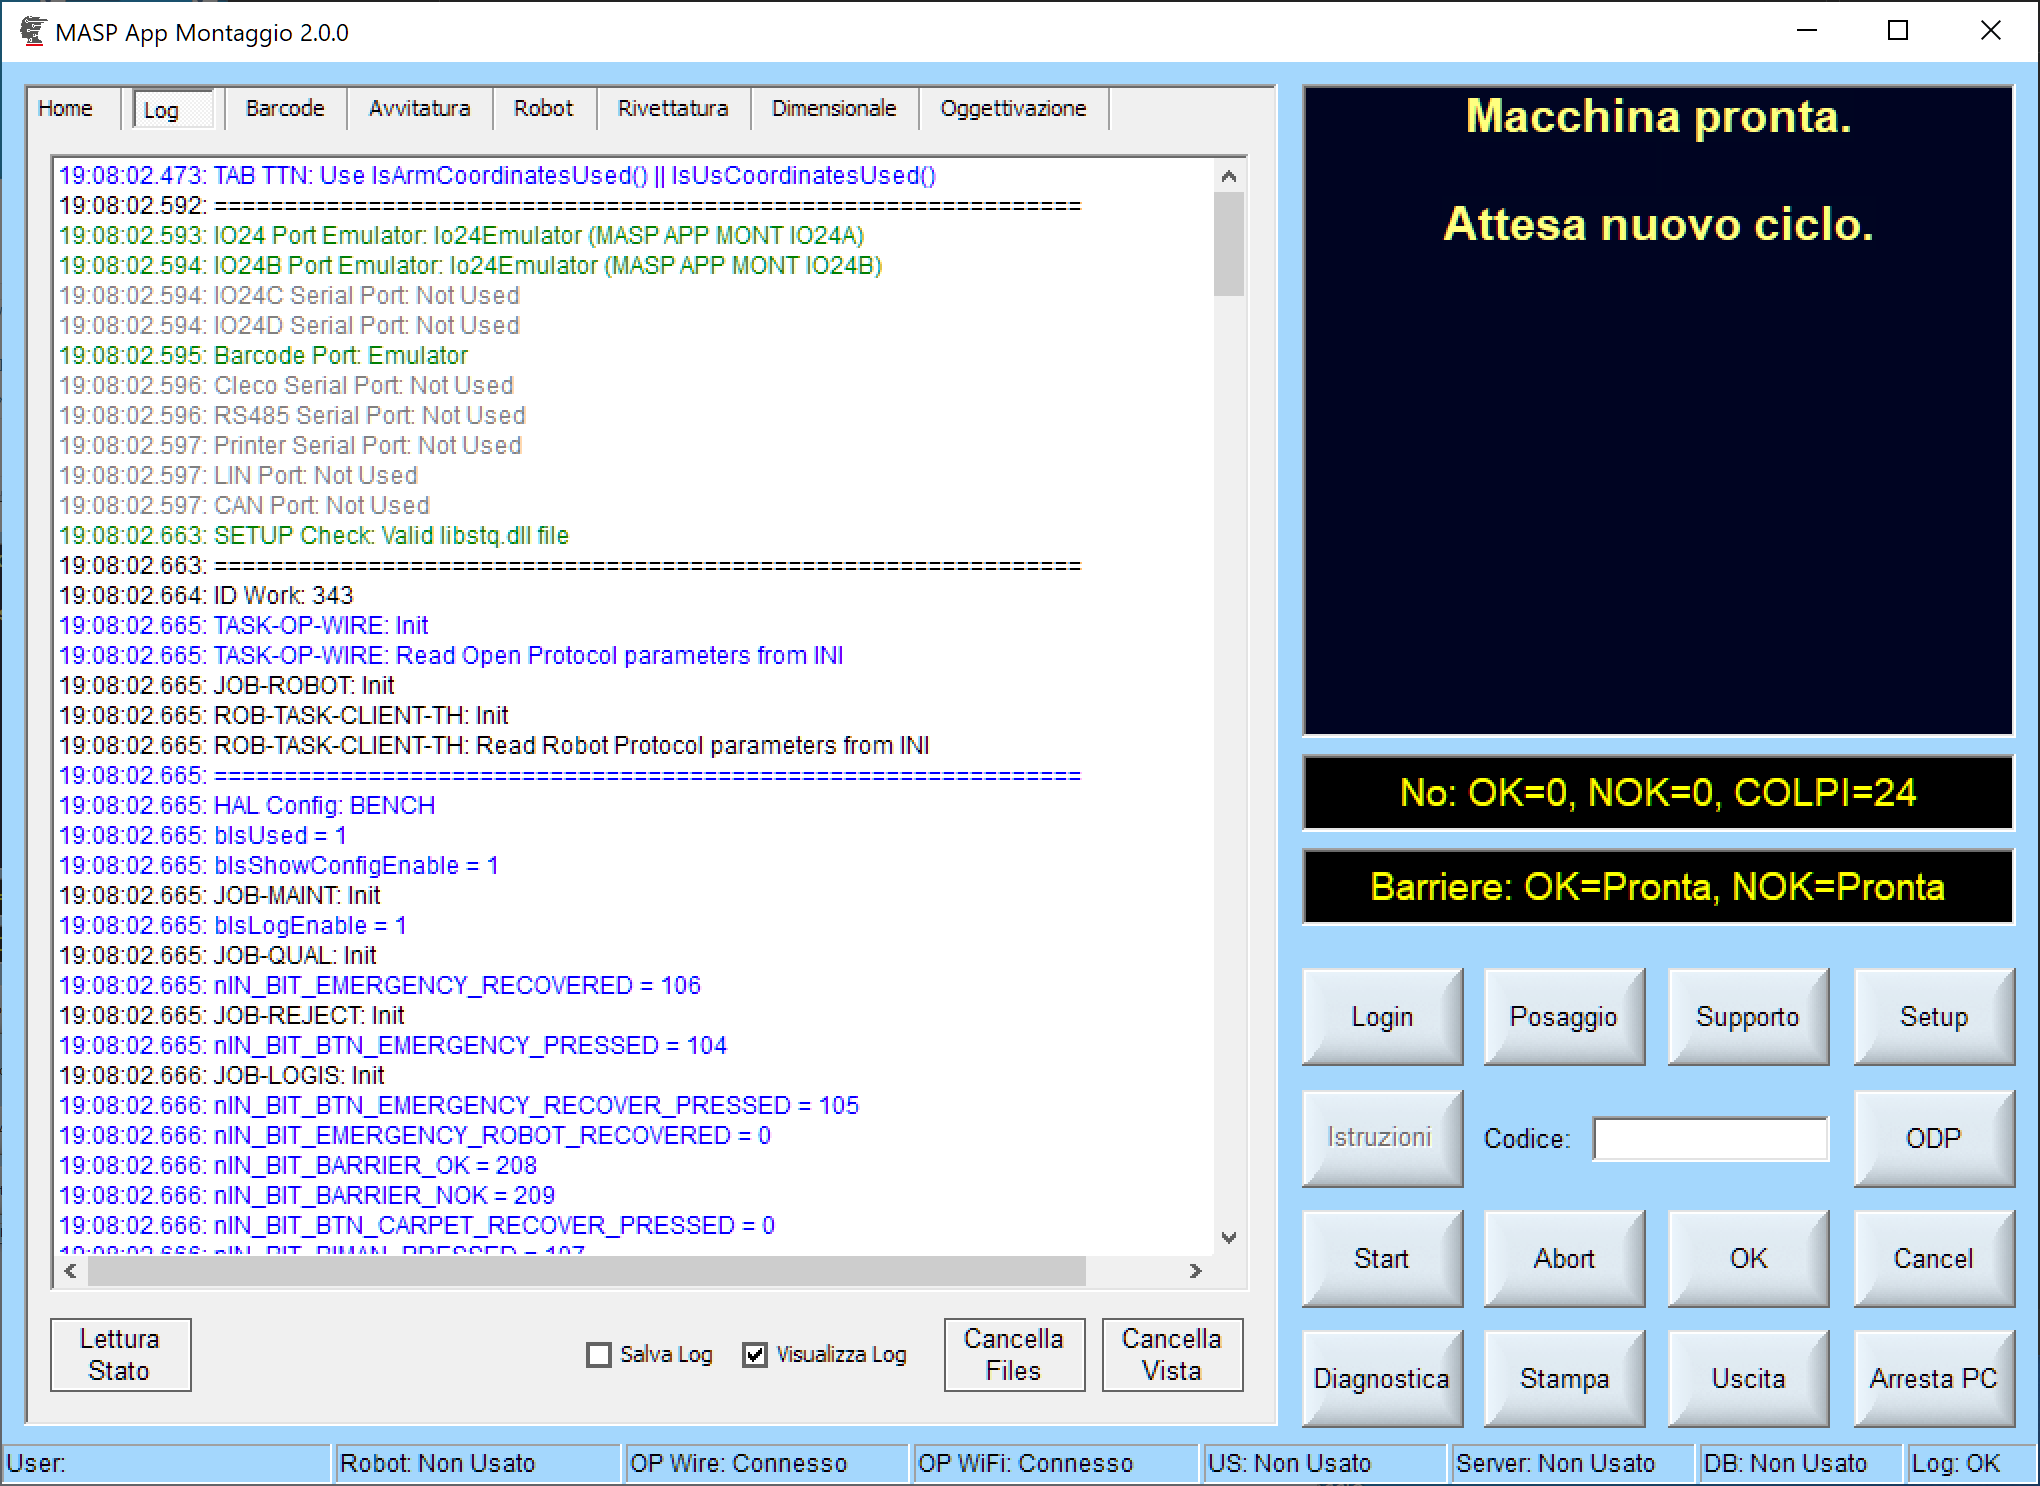 MASP App Montaggio 2.0.0
Home Log Barcode Avvitatura Robot Rivettatura Dimensionale Oggettivazione
19:08:02.473: TAB TTN: Use IsArmCoordinatesUsed() || IsUsCoordinatesUsed()
19:08:02.592: ==============================================================
19:08:02.593: IO24 Port Emulator: Io24Emulator (MASP APP MONT IO24A)
19:08:02.594: IO24B Port Emulator: Io24Emulator (MASP APP MONT IO24B)
19:08:02.594: IO24C Serial Port: Not Used
19:08:02.594: IO24D Serial Port: Not Used
19:08:02.595: Barcode Port: Emulator
19:08:02.596: Cleco Serial Port: Not Used
19:08:02.596: RS485 Serial Port: Not Used
19:08:02.597: Printer Serial Port: Not Used
19:08:02.597: LIN Port: Not Used
19:08:02.597: CAN Port: Not Used
19:08:02.663: SETUP Check: Valid libstq.dll file
19:08:02.663: ==============================================================
19:08:02.664: ID Work: 343
19:08:02.665: TASK-OP-WIRE: Init
19:08:02.665: TASK-OP-WIRE: Read Open Protocol parameters from INI
19:08:02.665: JOB-ROBOT: Init
19:08:02.665: ROB-TASK-CLIENT-TH: Init
19:08:02.665: ROB-TASK-CLIENT-TH: Read Robot Protocol parameters from INI
19:08:02.665: ==============================================================
19:08:02.665: HAL Config: BENCH
19:08:02.665: bIsUsed = 1
19:08:02.665: bIsShowConfigEnable = 1
19:08:02.665: JOB-MAINT: Init
19:08:02.665: bIsLogEnable = 1
19:08:02.665: JOB-QUAL: Init
19:08:02.665: nIN_BIT_EMERGENCY_RECOVERED = 106
19:08:02.665: JOB-REJECT: Init
19:08:02.665: nIN_BIT_BTN_EMERGENCY_PRESSED = 104
19:08:02.666: JOB-LOGIS: Init
19:08:02.666: nIN_BIT_BTN_EMERGENCY_RECOVER_PRESSED = 105
19:08:02.666: nIN_BIT_EMERGENCY_ROBOT_RECOVERED = 0
19:08:02.666: nIN_BIT_BARRIER_OK = 208
19:08:02.666: nIN_BIT_BARRIER_NOK = 209
19:08:02.666: nIN_BIT_BTN_CARPET_RECOVER_PRESSED = 0
19:08:02.666: nIN_BIT_BIMAN_PRESSED = 107
Lettura Stato
Salva Log
Visualizza Log
Cancella Files
Cancella Vista
Macchina pronta.
Attesa nuovo ciclo.
No: OK=0, NOK=0, COLPI=24
Barriere: OK=Pronta, NOK=Pronta
Login Posaggio Supporto Setup
Istruzioni Codice: ODP
Start Abort OK Cancel
Diagnostica Stampa Uscita Arresta PC
User: Robot: Non Usato OP Wire: Connesso OP WiFi: Connesso US: Non Usato Server: Non Usato DB: Non Usato Log: OK